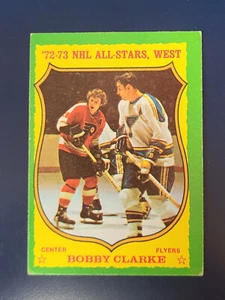 '72-73 NHL ALL-STARS, WEST
CENTER FLYERS
BOBBY CLARKE